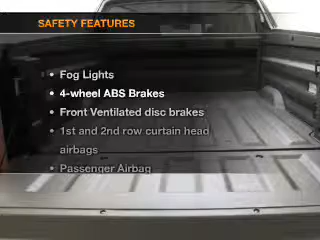 SAFETY FEATURES
• Fog Lights
• 4-wheel ABS Brakes
• Front Ventilated disc brakes
• 1st and 2nd row curtain head
airbags
• Passenger Airbag